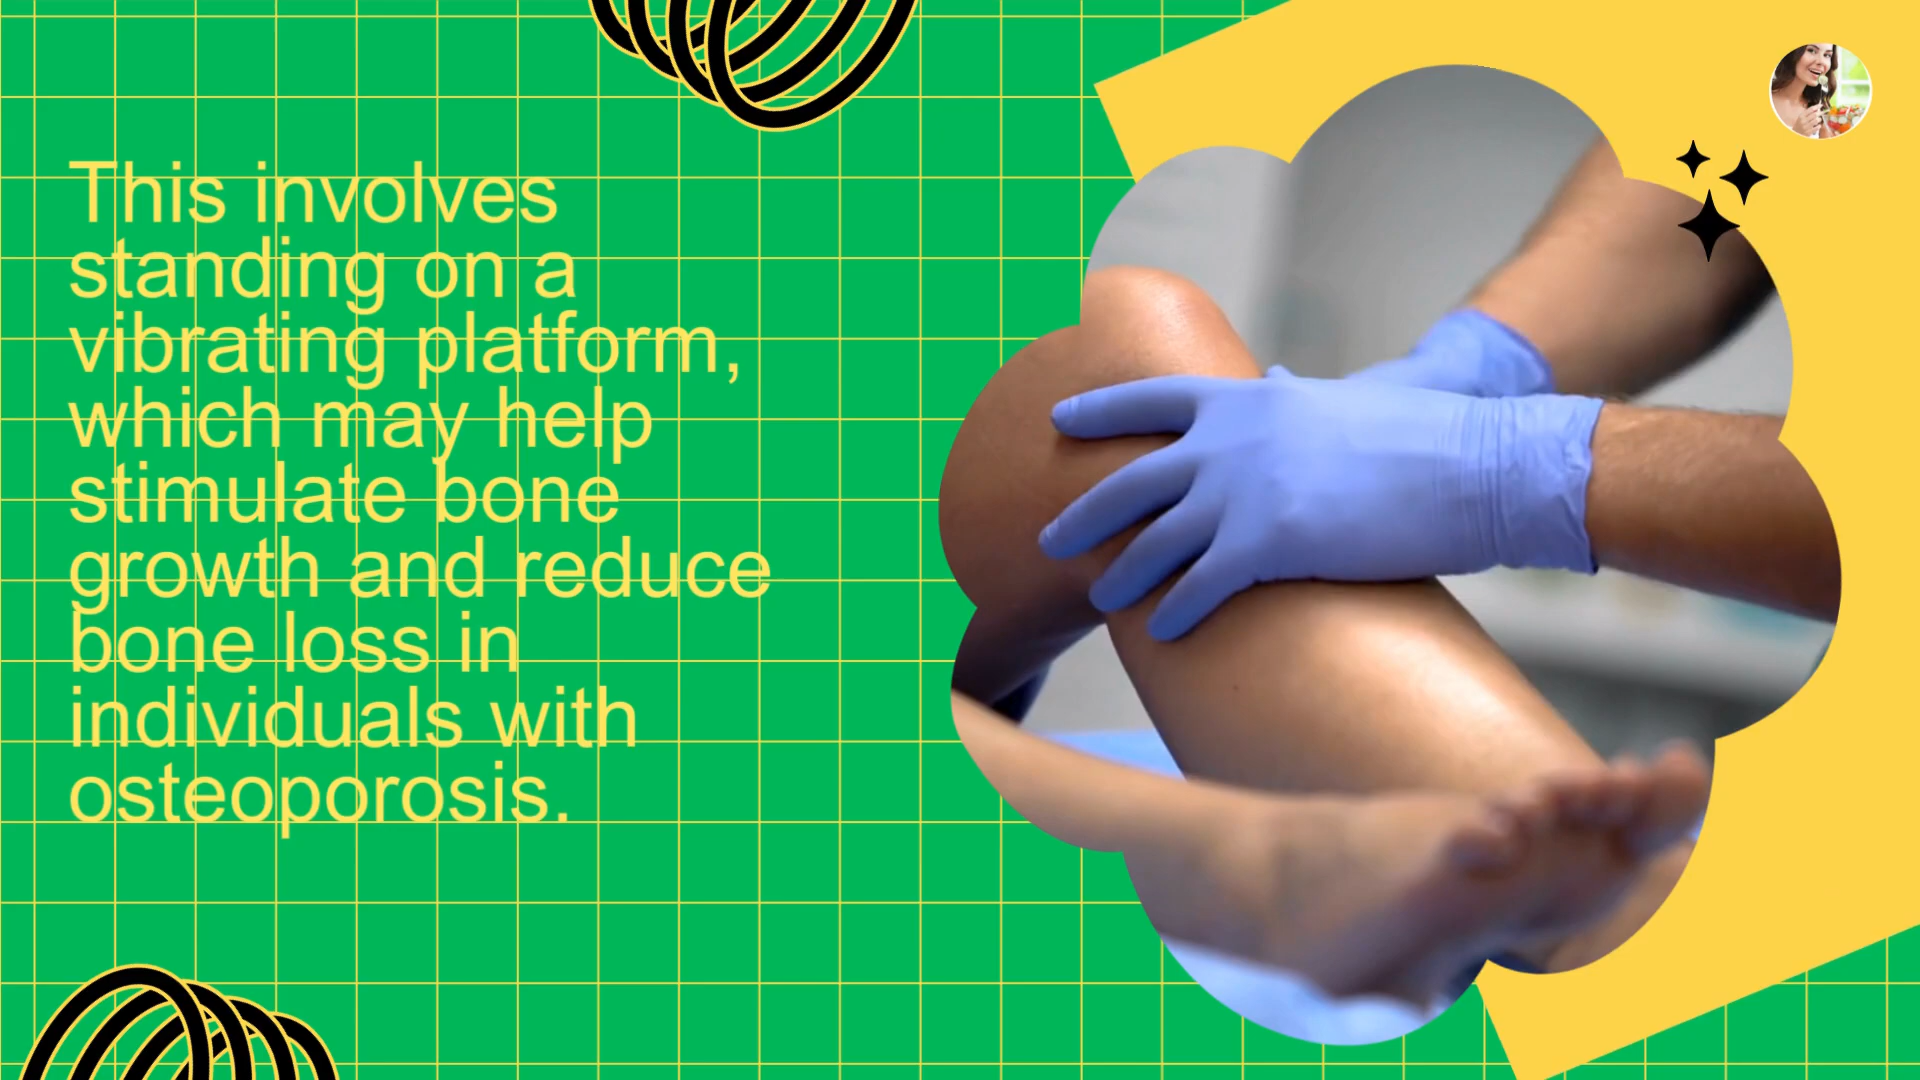 This involves
standing on a
vibrating platform,
which may help
stimulate bone
growth and reduce
bone loss in
individuals with
osteoporosis.